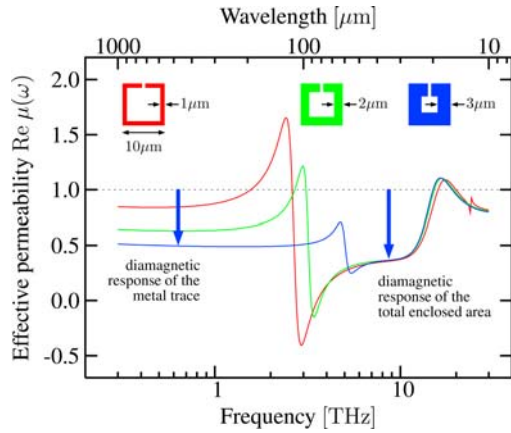 Wavelength [μm]
1000 100 10
Effective permeability Re μ(ω)
2.0
1.5
1.0
0.5
0.0
-0.5
1μm
10μm
2μm
3μm
diamagnetic
response of the
metal trace
diamagnetic
response of the
total enclosed area
1 10
Frequency [THz]